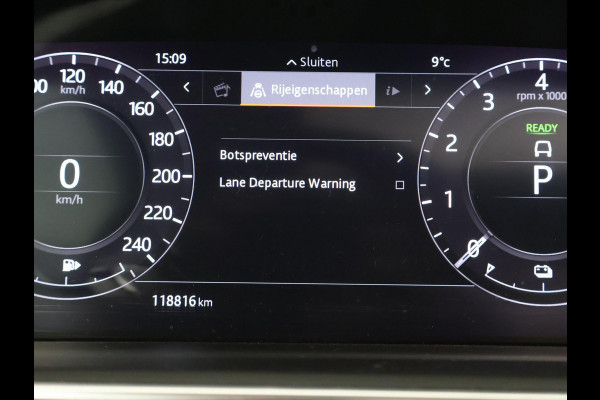 15:09
Sluiten
9°c
Rijeigenschappen
i
Botspreventie
Lane Departure Warning
00
120
km/h
140
160
180
200
220
240
0
km/h
118816 km
4
rpm x 1000
3
2
1
0
READY
P